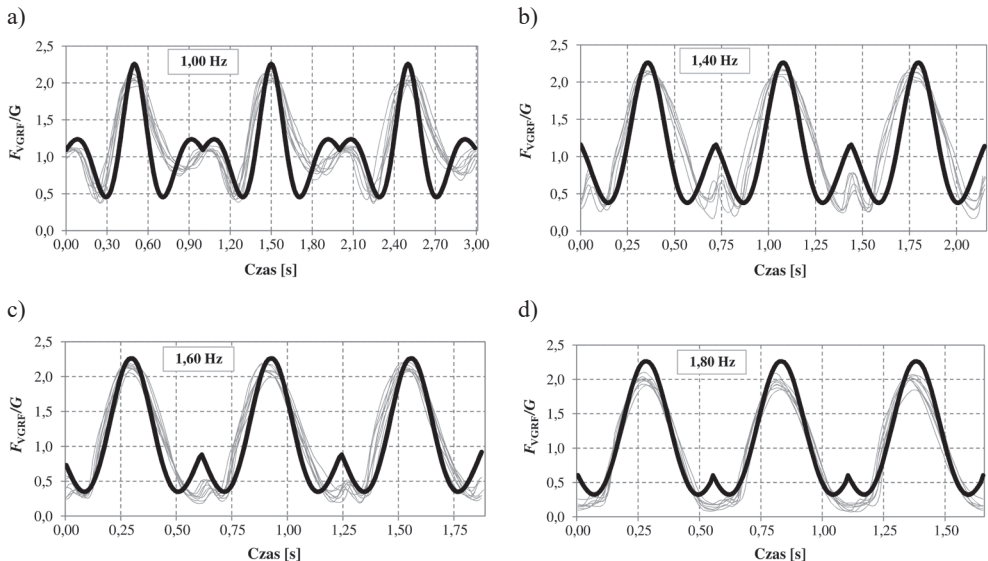 a)
1,00 Hz
F_VGRF/G
2,5
2,0
1,5
1,0
0,5
0,0
0,00 0,30 0,60 0,90 1,20 1,50 1,80 2,10 2,40 2,70 3,00
Czas [s]
b)
1,40 Hz
F_VGRF/G
2,5
2,0
1,5
1,0
0,5
0,0
0,00 0,25 0,50 0,75 1,00 1,25 1,50 1,75 2,00
Czas [s]
c)
1,60 Hz
F_VGRF/G
2,5
2,0
1,5
1,0
0,5
0,0
0,00 0,25 0,50 0,75 1,00 1,25 1,50 1,75
Czas [s]
d)
1,80 Hz
F_VGRF/G
2,5
2,0
1,5
1,0
0,5
0,0
0,00 0,25 0,50 0,75 1,00 1,25 1,50
Czas [s]